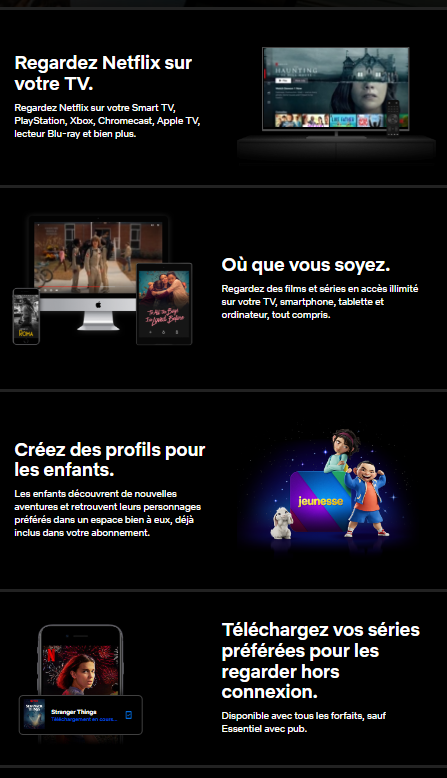 Regardez Netflix sur
votre TV.
Regardez Netflix sur votre Smart TV,
PlayStation, Xbox, Chromecast, Apple TV,
lecteur Blu-ray et bien plus.
HAUNTING
Où que vous soyez.
Regardez des films et séries en accès illimité
sur votre TV, smartphone, tablette et
ordinateur, tout compris.
ROMA
To All The Boys
I've Loved Before
Créez des profils pour
les enfants.
Les enfants découvrent de nouvelles
aventures et retrouvent leurs personnages
préférés dans un espace bien à eux, déjà
inclus dans votre abonnement.
jeunesse
Téléchargez vos séries
préférées pour les
regarder hors
connexion.
Disponible avec tous les forfaits, sauf
Essentiel avec pub.
N
Stranger Things
Téléchargement en cours...